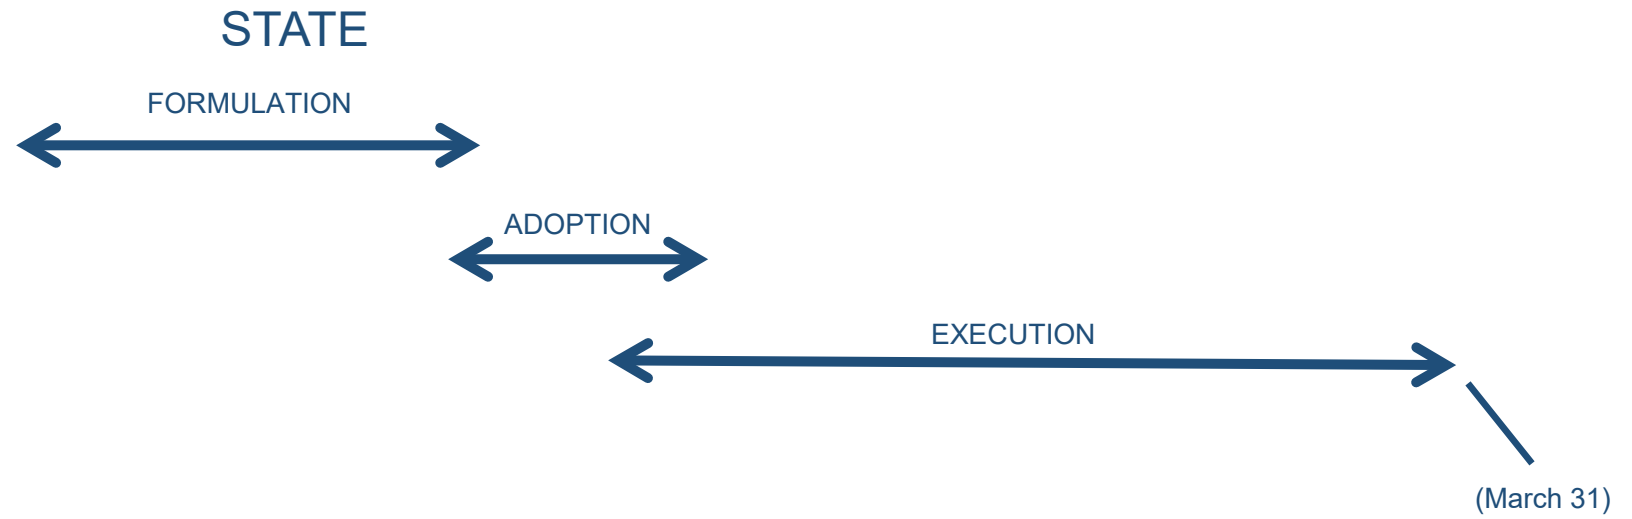 STATE
FORMULATION
ADOPTION
EXECUTION
(March 31)